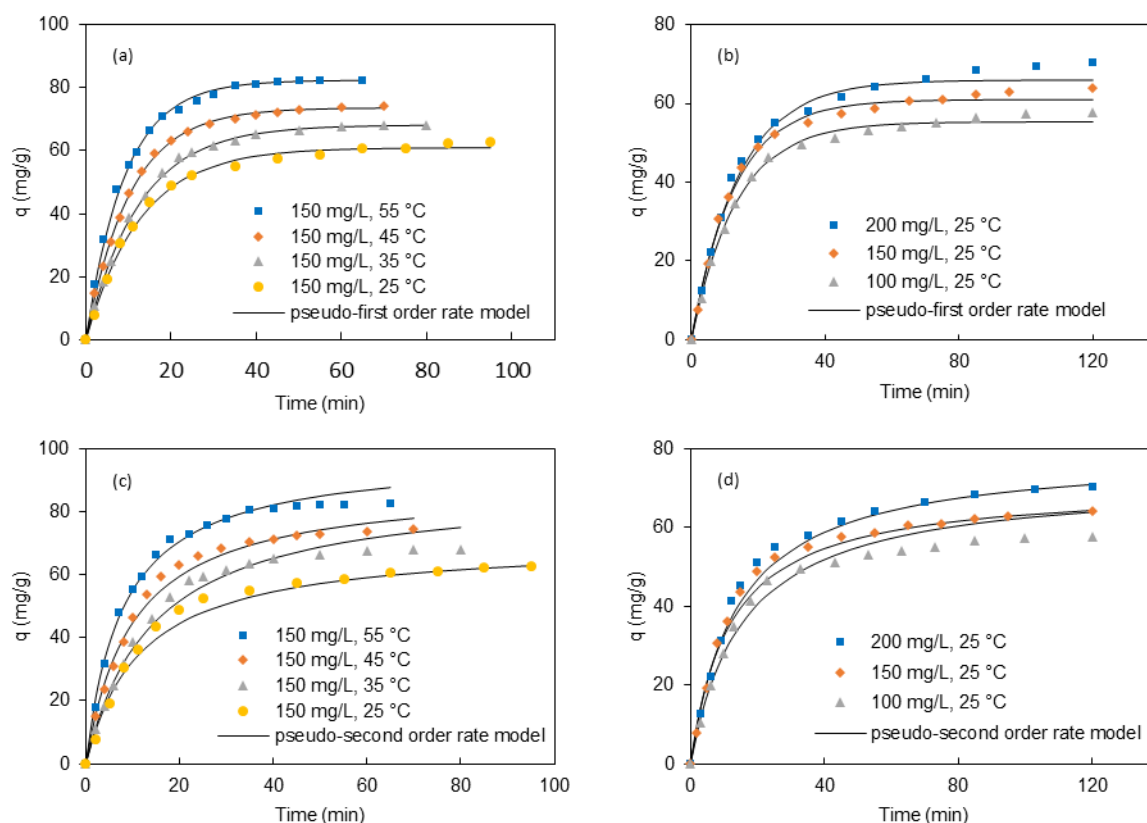 (a)
100
80
60
40
20
0
q (mg/g)
150 mg/L, 55 °C
150 mg/L, 45 °C
150 mg/L, 35 °C
150 mg/L, 25 °C
pseudo-first order rate model
0 20 40 60 80 100
Time (min)
(b)
80
60
40
20
0
q (mg/g)
200 mg/L, 25 °C
150 mg/L, 25 °C
100 mg/L, 25 °C
pseudo-first order rate model
0 40 80 120
Time (min)
(c)
100
80
60
40
20
0
q (mg/g)
150 mg/L, 55 °C
150 mg/L, 45 °C
150 mg/L, 35 °C
150 mg/L, 25 °C
pseudo-second order rate model
0 20 40 60 80 100
Time (min)
(d)
80
60
40
20
0
q (mg/g)
200 mg/L, 25 °C
150 mg/L, 25 °C
100 mg/L, 25 °C
pseudo-second order rate model
0 40 80 120
Time (min)